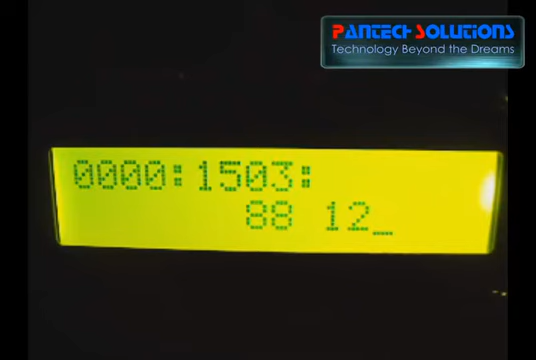 PANTECH SOLUTIONS
Technology Beyond the Dreams
0000:1503:
88 12_